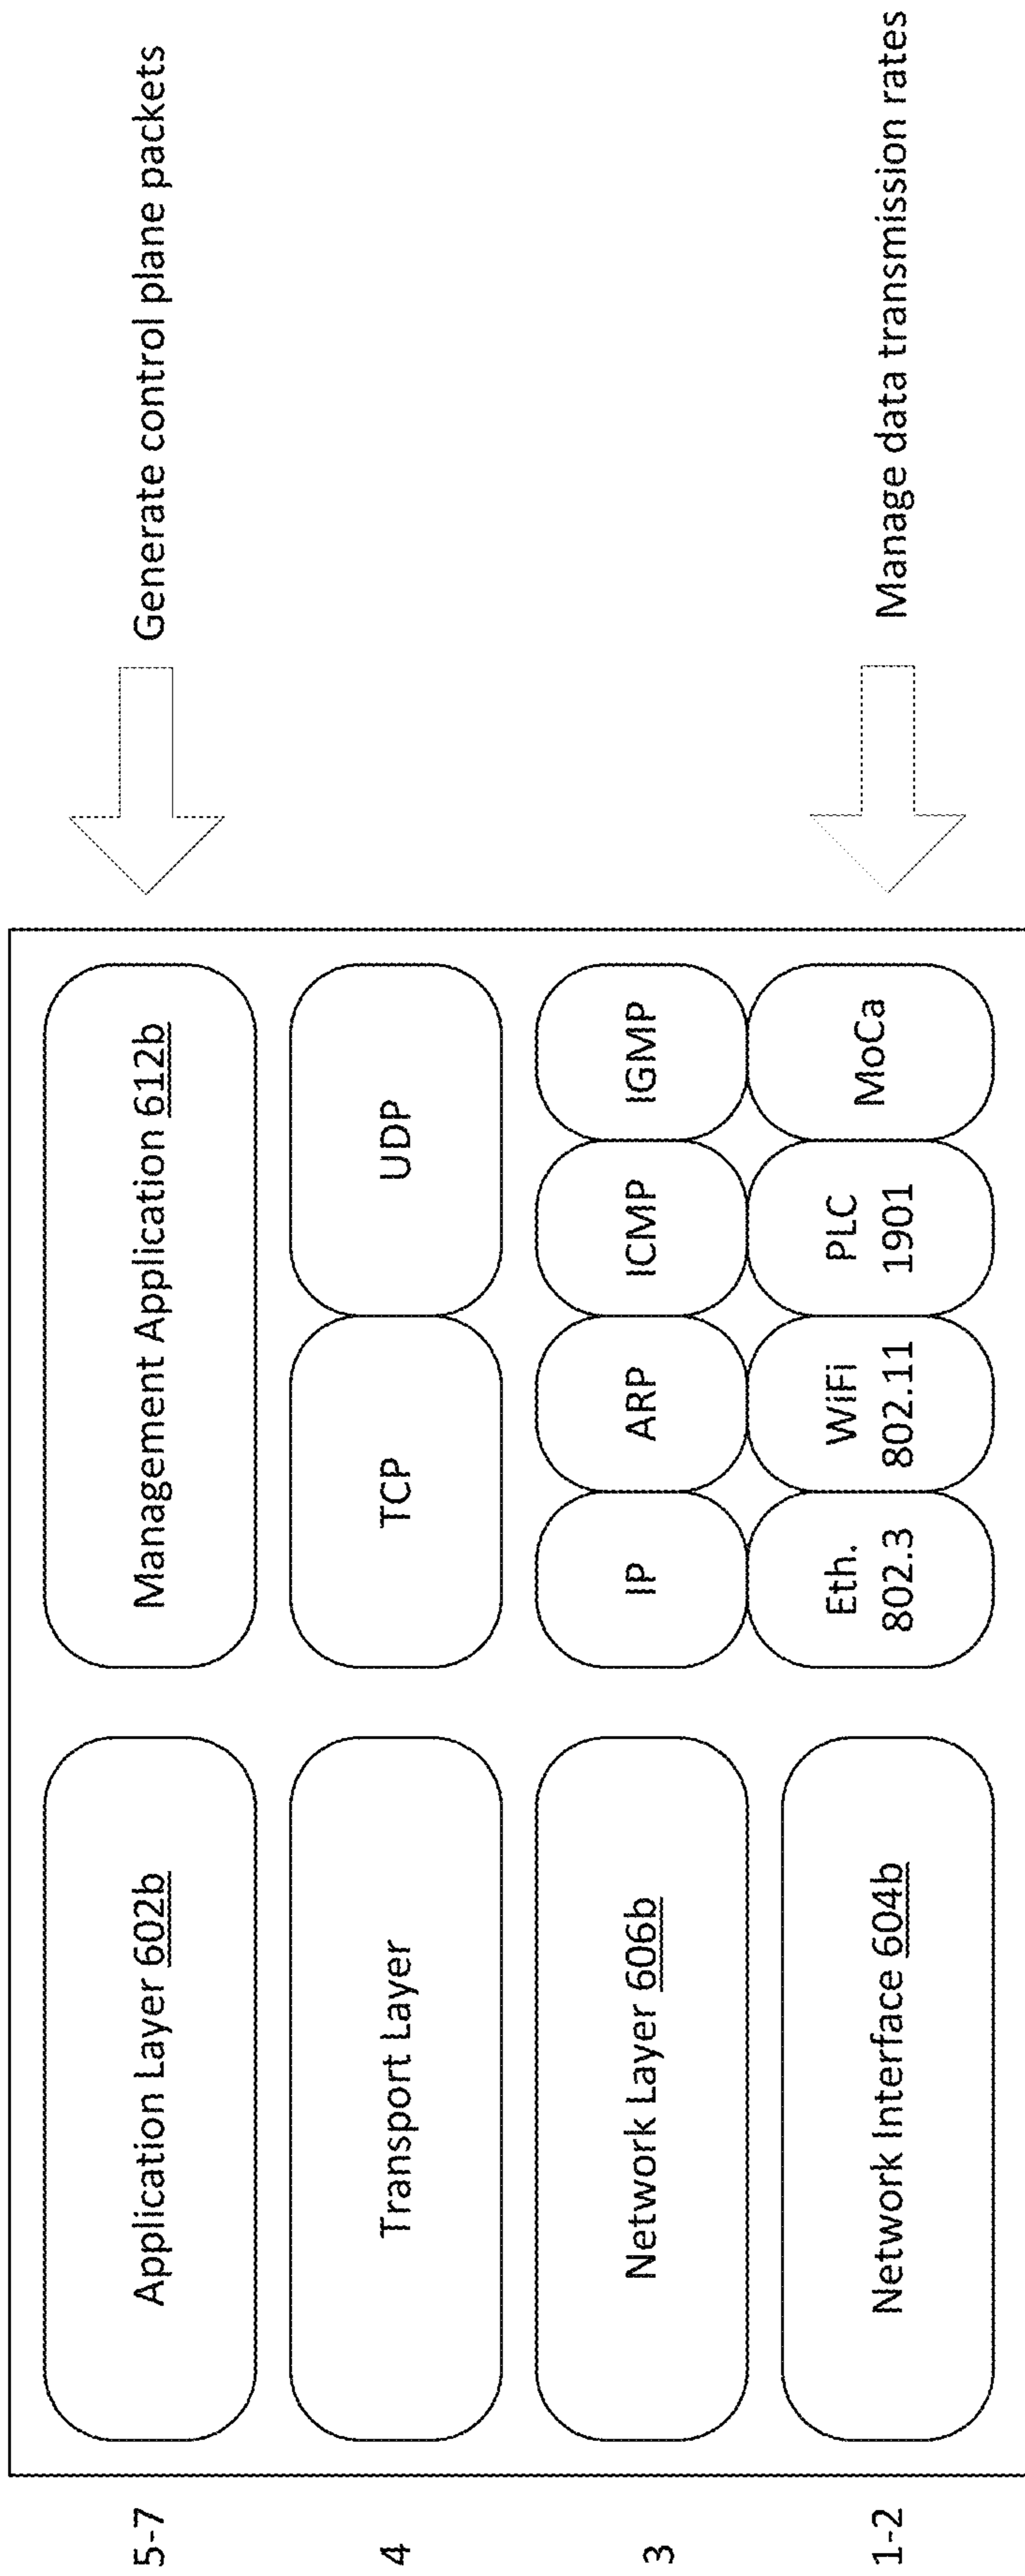 5-7
Application Layer 602b
Management Application 612b
Generate control plane packets
4
Transport Layer
TCP
UDP
3
Network Layer 606b
IP
ARP
ICMP
IGMP
1-2
Network Interface 604b
Eth.
802.3
WiFi
802.11
PLC
1901
MoCa
Manage data transmission rates